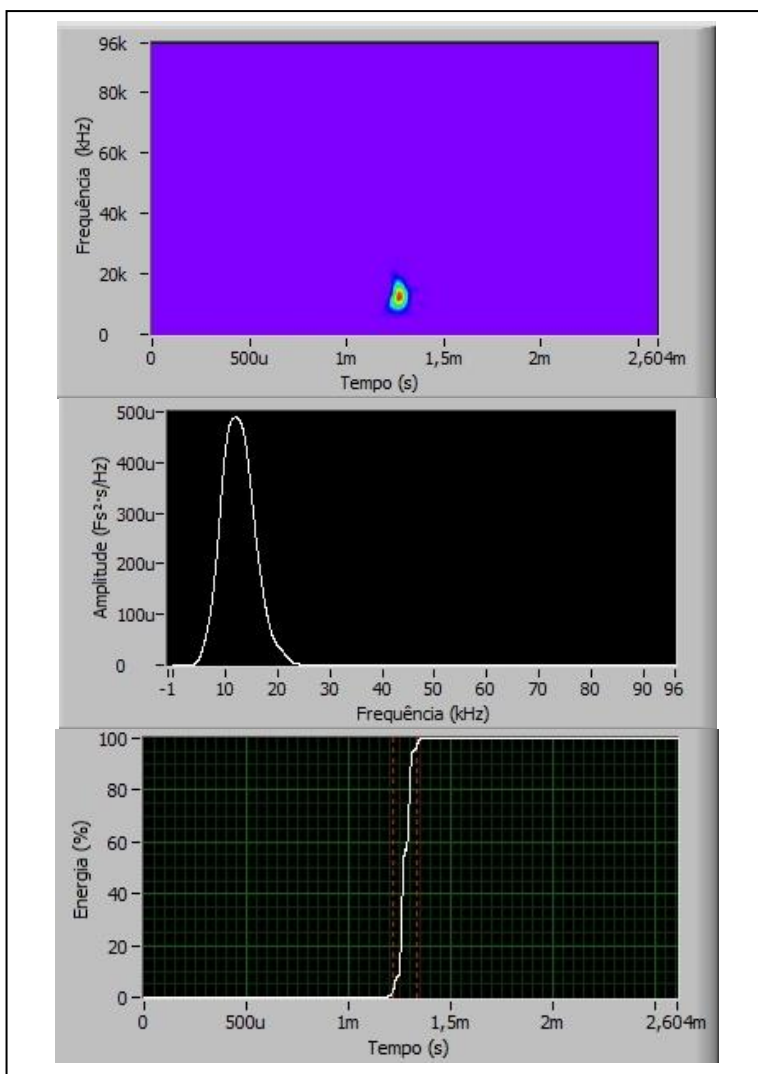 96k
80k
60k
40k
20k
0
Frequência (kHz)
0 500u 1m 1,5m 2m 2,604m
Tempo (s)
500u
400u
300u
200u
100u
0
Amplitude (Fs²·s/Hz)
-1 10 20 30 40 50 60 70 80 90 96
Frequência (kHz)
100
80
60
40
20
0
Energia (%)
0 500u 1m 1,5m 2m 2,604m
Tempo (s)